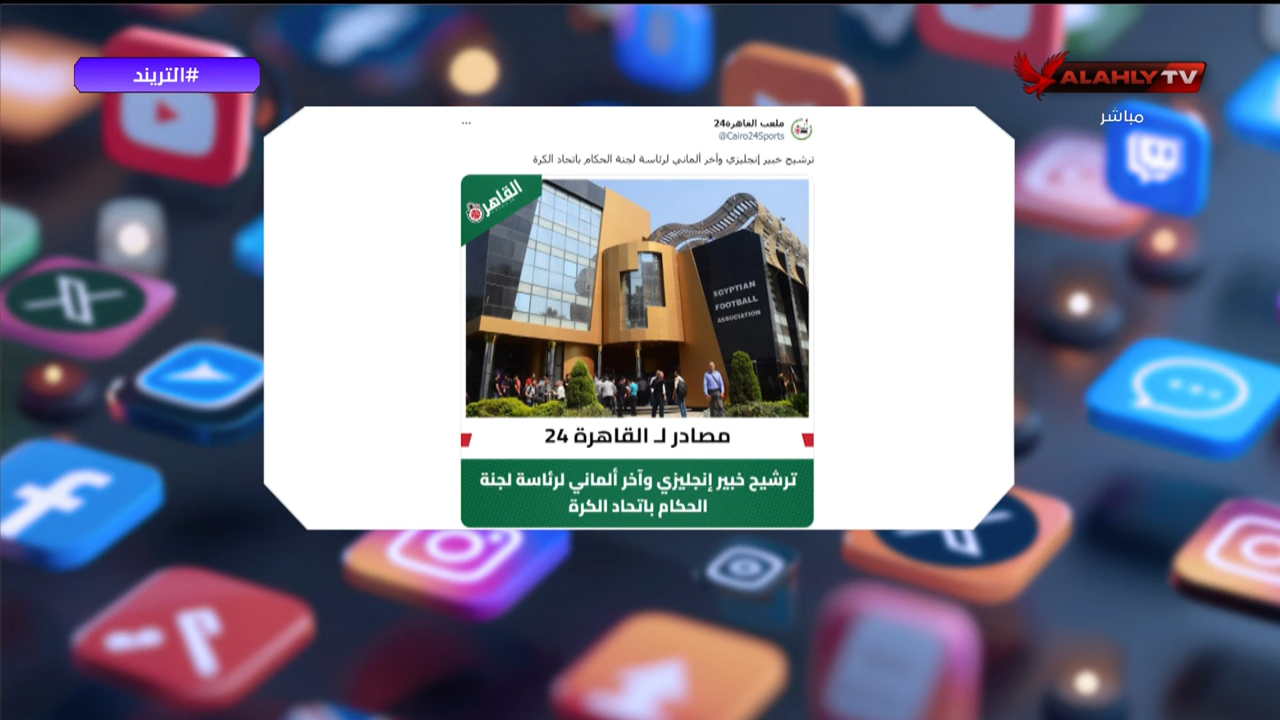 #التريند
ALAHLY TV
مباشر
ملعب القاهرة24
@Cairo24Sports
ترشيح خبير إنجليزي وآخر ألماني لرئاسة لجنة الحكام باتحاد الكرة
القاهرة
EGYPTIAN
FOOTBALL
ASSOCIATION
مصادر لـ القاهرة 24
ترشيح خبير إنجليزي وآخر ألماني لرئاسة لجنة
الحكام باتحاد الكرة